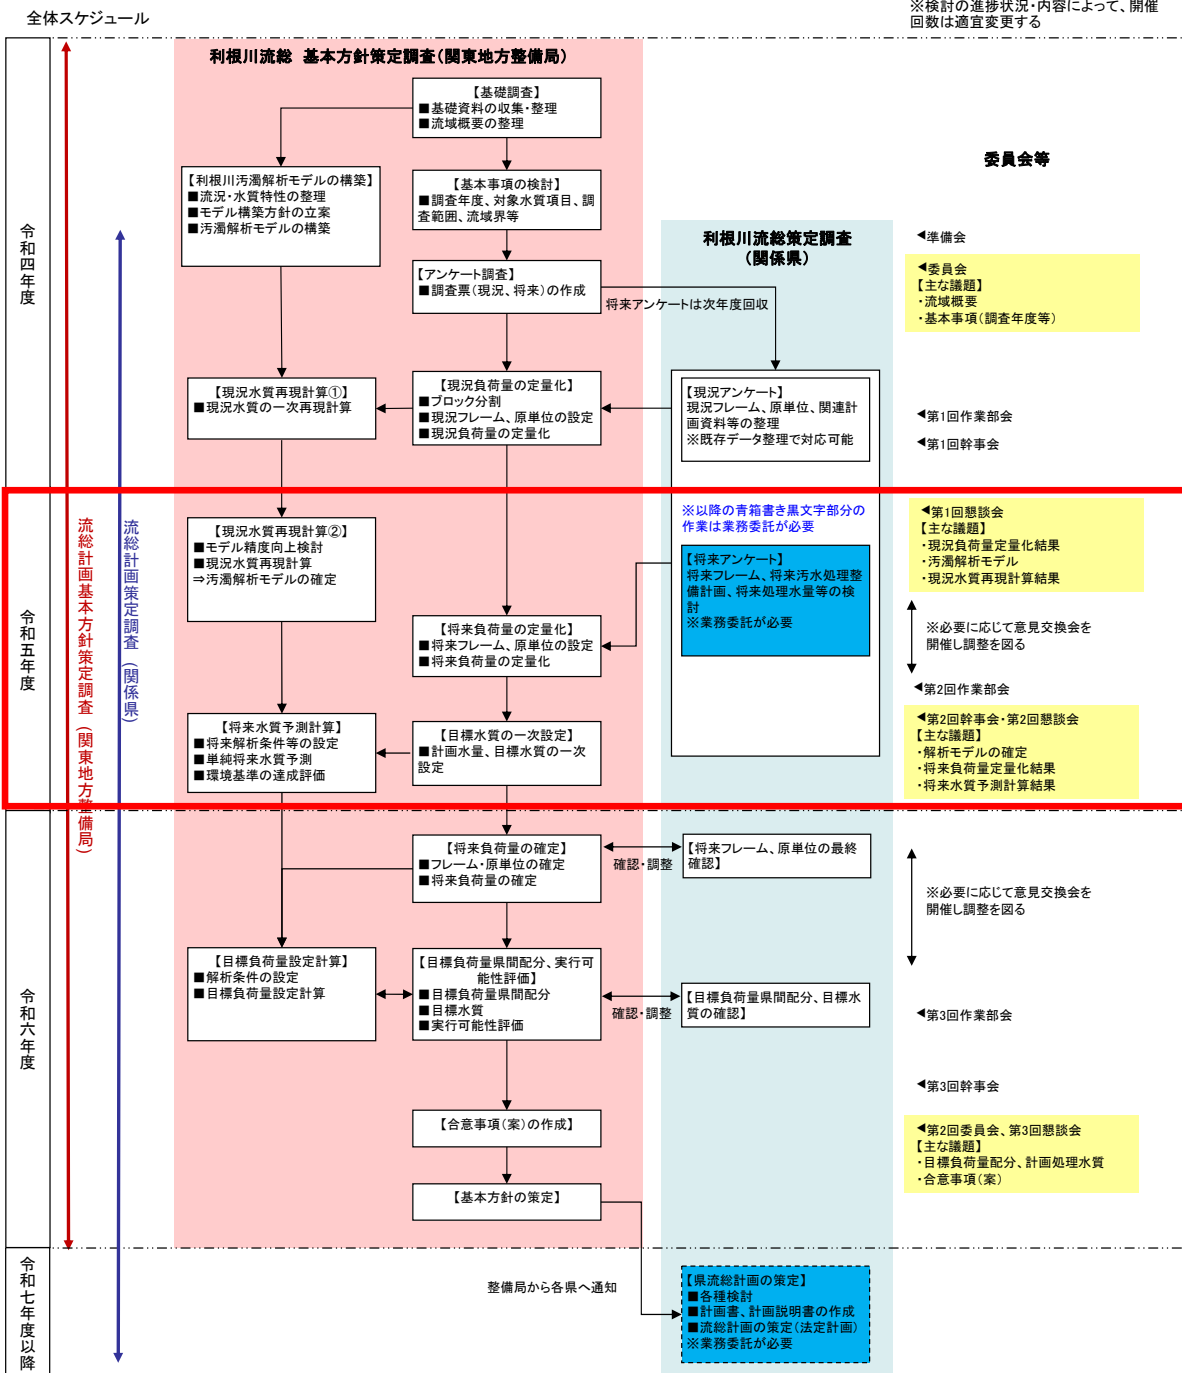 全体スケジュール
※検討の進捗状況・内容によって、開催
回数は適宜変更する
利根川流総 基本方針策定調査(関東地方整備局)
【基礎調査】
■基礎資料の収集・整理
■流域概要の整理
委員会等
【利根川汚濁解析モデルの構築】
■流況・水質特性の整理
■モデル構築方針の立案
■汚濁解析モデルの構築
【基本事項の検討】
■調査年度、対象水質項目、調
査範囲、流域界等
令和四年度
利根川流総策定調査
(関係県)
◀準備会
【アンケート調査】
■調査票(現況、将来)の作成
将来アンケートは次年度回収
◀委員会
【主な議題】
・流域概要
・基本事項(調査年度等)
【現況水質再現計算①】
■現況水質の一次再現計算
【現況負荷量の定量化】
■ブロック分割
■現況フレーム、原単位の設定
■現況負荷量の定量化
【現況アンケート】
現況フレーム、原単位、関連計
画資料等の整理
※既存データ整理で対応可能
◀第1回作業部会
◀第1回幹事会
流総計画基本方針策定調査(関東地方整備局)
流総計画策定調査(関係県)
令和五年度
【現況水質再現計算②】
■モデル精度向上検討
■現況水質再現計算
⇒汚濁解析モデルの確定
※以降の青箱書き黒文字部分の
作業は業務委託が必要
【将来アンケート】
将来フレーム、将来汚水処理整
備計画、将来処理水量等の検
討
※業務委託が必要
◀第1回懇談会
【主な議題】
・現況負荷量定量化結果
・汚濁解析モデル
・現況水質再現計算結果
【将来負荷量の定量化】
■将来フレーム、原単位の設定
■将来負荷量の定量化
※必要に応じて意見交換会を
開催し調整を図る
◀第2回作業部会
【将来水質予測計算】
■将来解析条件等の設定
■単純将来水質予測
■環境基準の達成評価
【目標水質の一次設定】
■計画水量、目標水質の一次
設定
◀第2回幹事会・第2回懇談会
【主な議題】
・解析モデルの確定
・将来負荷量定量化結果
・将来水質予測計算結果
令和六年度
【将来負荷量の確定】
■フレーム・原単位の確定
■将来負荷量の確定
確認・調整
【将来フレーム、原単位の最終
確認】
※必要に応じて意見交換会を
開催し調整を図る
【目標負荷量設定計算】
■解析条件の設定
■目標負荷量設定計算
【目標負荷量県間配分、実行可
能性評価】
■目標負荷量県間配分
■目標水質
■実行可能性評価
確認・調整
【目標負荷量県間配分、目標水
質の確認】
◀第3回作業部会
◀第3回幹事会
【合意事項(案)の作成】
◀第2回委員会、第3回懇談会
【主な議題】
・目標負荷量配分、計画処理水質
・合意事項(案)
【基本方針の策定】
令和七年度以降
整備局から各県へ通知
【県流総計画の策定】
■各種検討
■計画書、計画説明書の作成
■流総計画の策定(法定計画)
※業務委託が必要